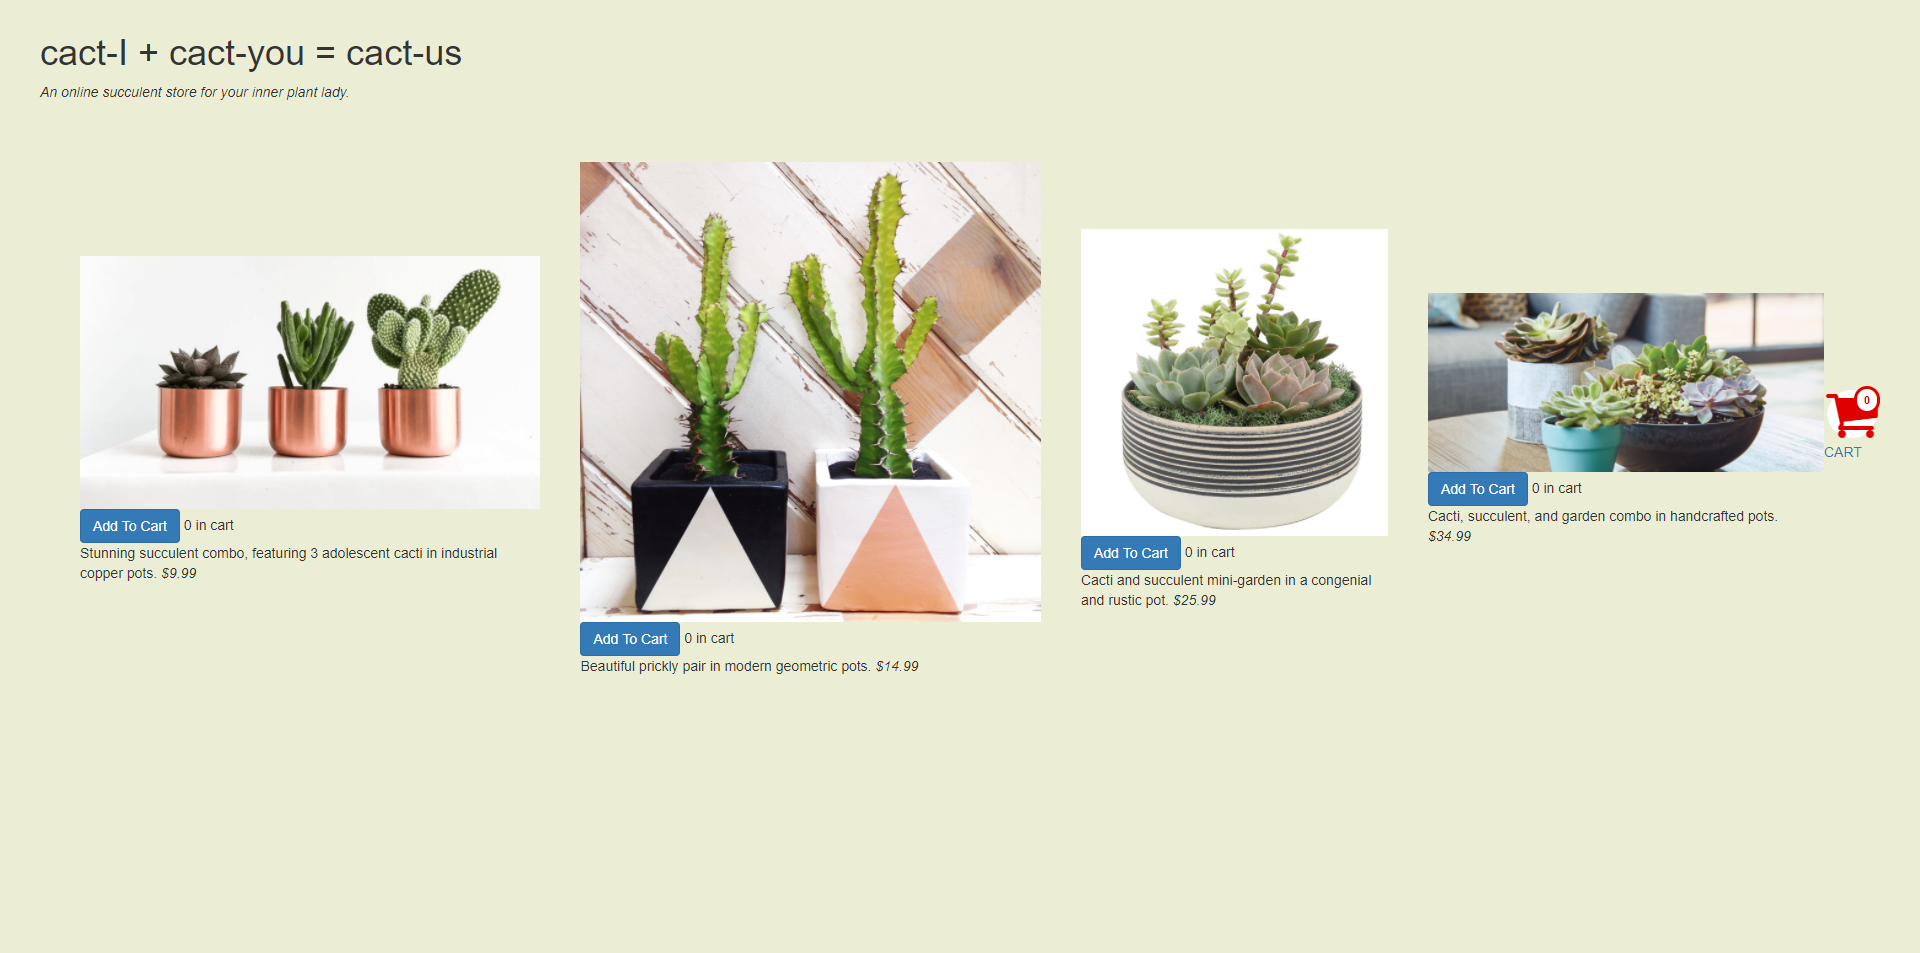 cact-I + cact-you = cact-us
An online succulent store for your inner plant lady.
Add To Cart 0 in cart
Stunning succulent combo, featuring 3 adolescent cacti in industrial
copper pots. $9.99
Add To Cart 0 in cart
Beautiful prickly pair in modern geometric pots. $14.99
Add To Cart 0 in cart
Cacti and succulent mini-garden in a congenial
and rustic pot. $25.99
Add To Cart 0 in cart
Cacti, succulent, and garden combo in handcrafted pots.
$34.99
0
CART